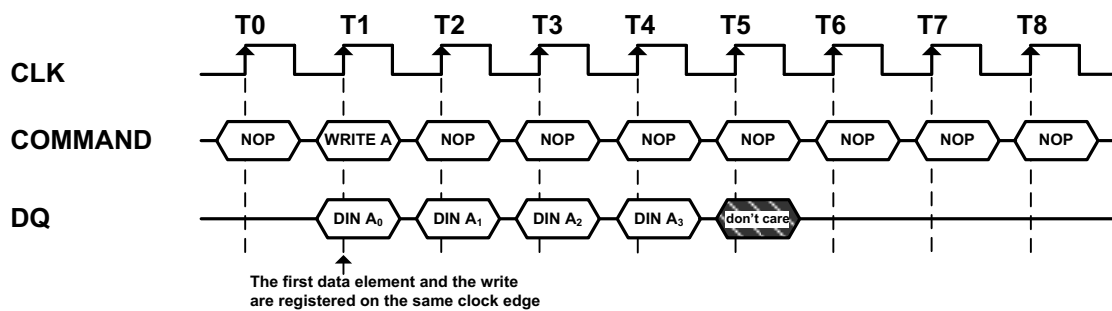 T0 T1 T2 T3 T4 T5 T6 T7 T8
CLK
COMMAND NOP WRITE A NOP NOP NOP NOP NOP NOP NOP
DQ DIN A₀ DIN A₁ DIN A₂ DIN A₃ don't care
The first data element and the write
are registered on the same clock edge